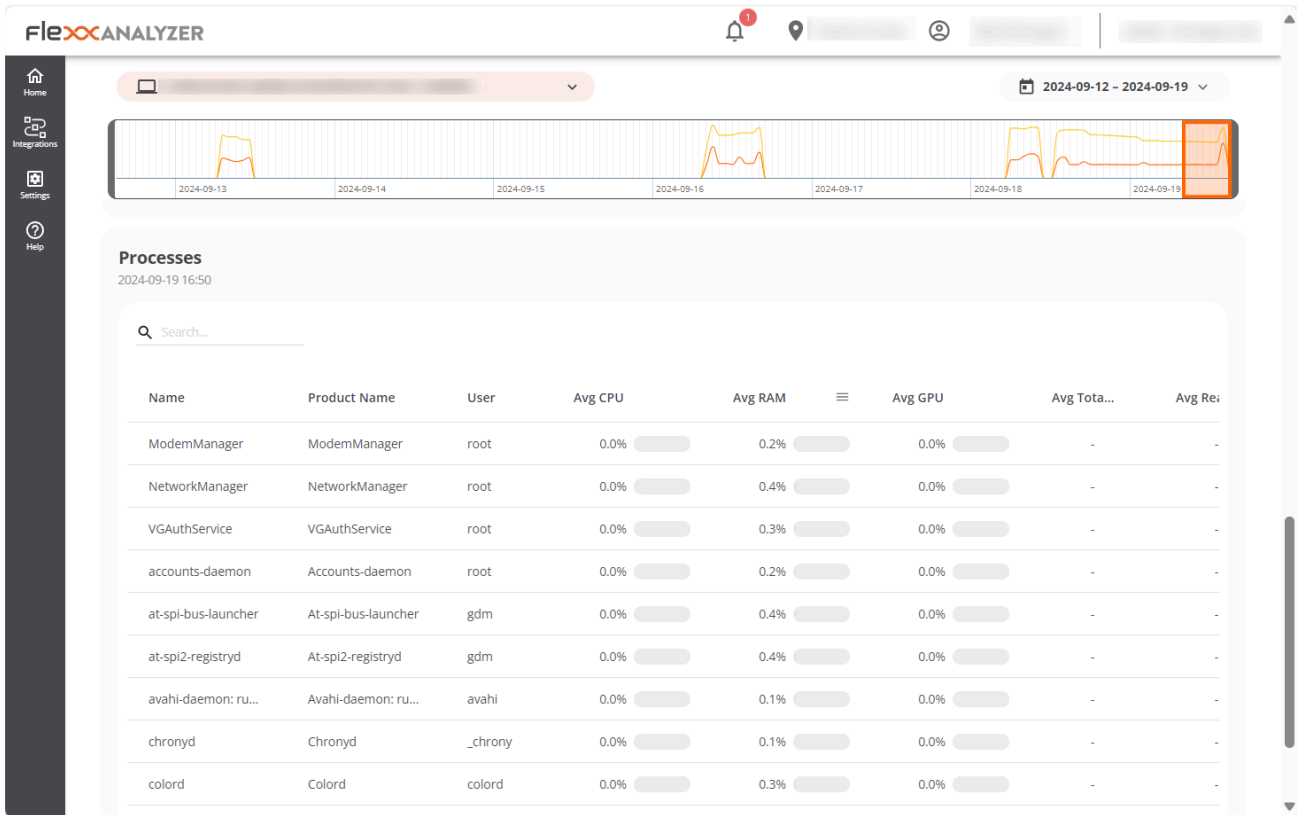 FlexxANALYZER
1
Home
Integrations
Settings
Help
2024-09-12 – 2024-09-19
2024-09-13 2024-09-14 2024-09-15 2024-09-16 2024-09-17 2024-09-18 2024-09-19
Processes
2024-09-19 16:50
Search...
Name Product Name User Avg CPU Avg RAM Avg GPU Avg Tota... Avg Rea
ModemManager ModemManager root 0.0% 0.2% 0.0% - -
NetworkManager NetworkManager root 0.0% 0.4% 0.0% - -
VGAuthService VGAuthService root 0.0% 0.3% 0.0% - -
accounts-daemon Accounts-daemon root 0.0% 0.2% 0.0% - -
at-spi-bus-launcher At-spi-bus-launcher gdm 0.0% 0.4% 0.0% - -
at-spi2-registryd At-spi2-registryd gdm 0.0% 0.4% 0.0% - -
avahi-daemon: ru... Avahi-daemon: ru... avahi 0.0% 0.1% 0.0% - -
chronyd Chronyd _chrony 0.0% 0.1% 0.0% - -
colord Colord colord 0.0% 0.3% 0.0% - -